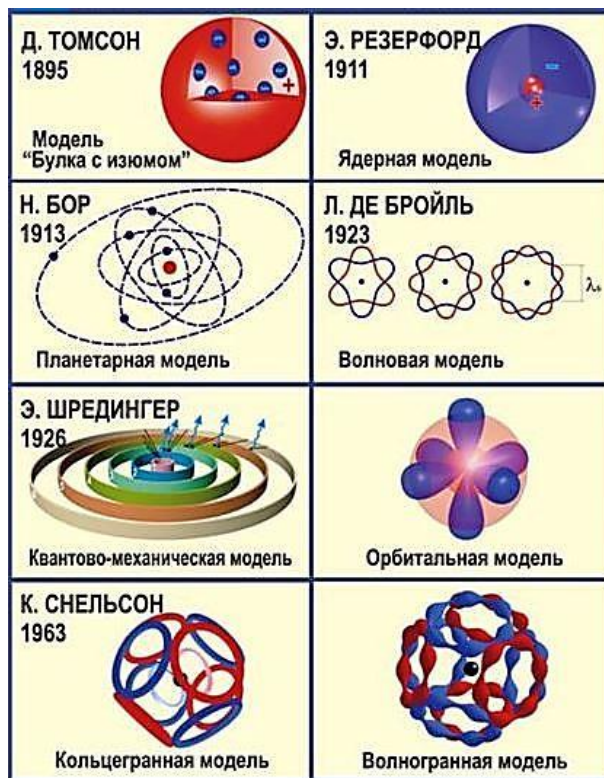 Д. ТОМСОН
1895
+
Модель
“Булка с изюмом”
Э. РЕЗЕРФОРД
1911
−
+
Ядерная модель
Н. БОР
1913
Планетарная модель
Л. ДЕ БРОЙЛЬ
1923
Волновая модель
Э. ШРЕДИНГЕР
1926
Квантово-механическая модель
Орбитальная модель
К. СНЕЛЬСОН
1963
Кольцегранная модель
Волногранная модель